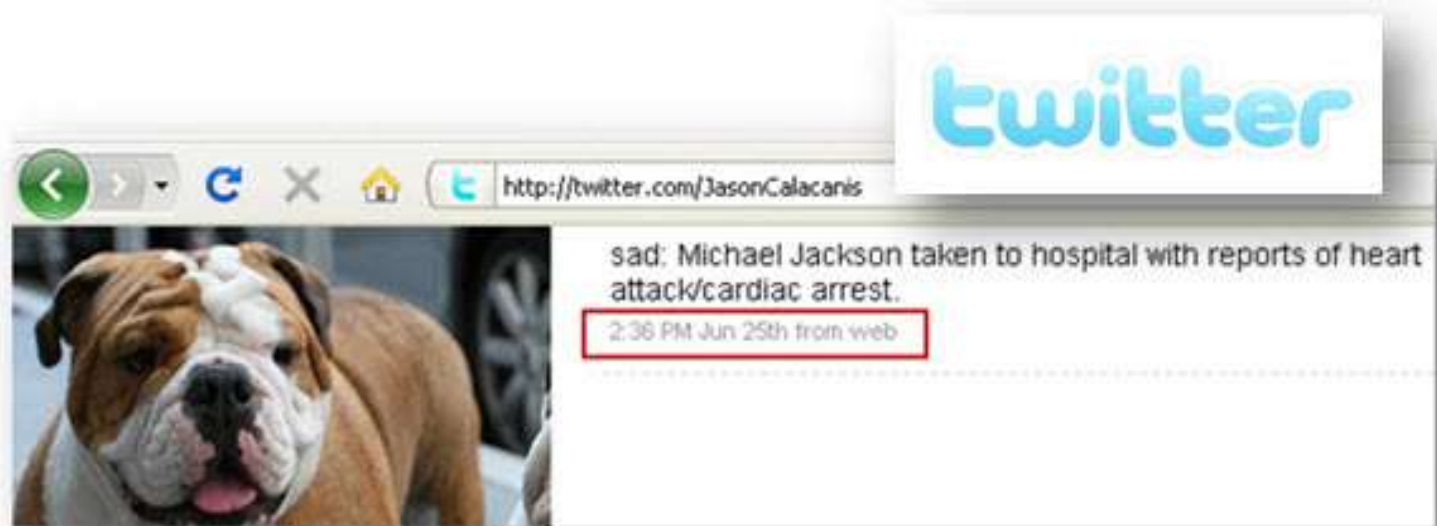 twitter
http://twitter.com/JasonCalacanis
sad: Michael Jackson taken to hospital with reports of heart
attack/cardiac arrest.
2:36 PM Jun 25th from web